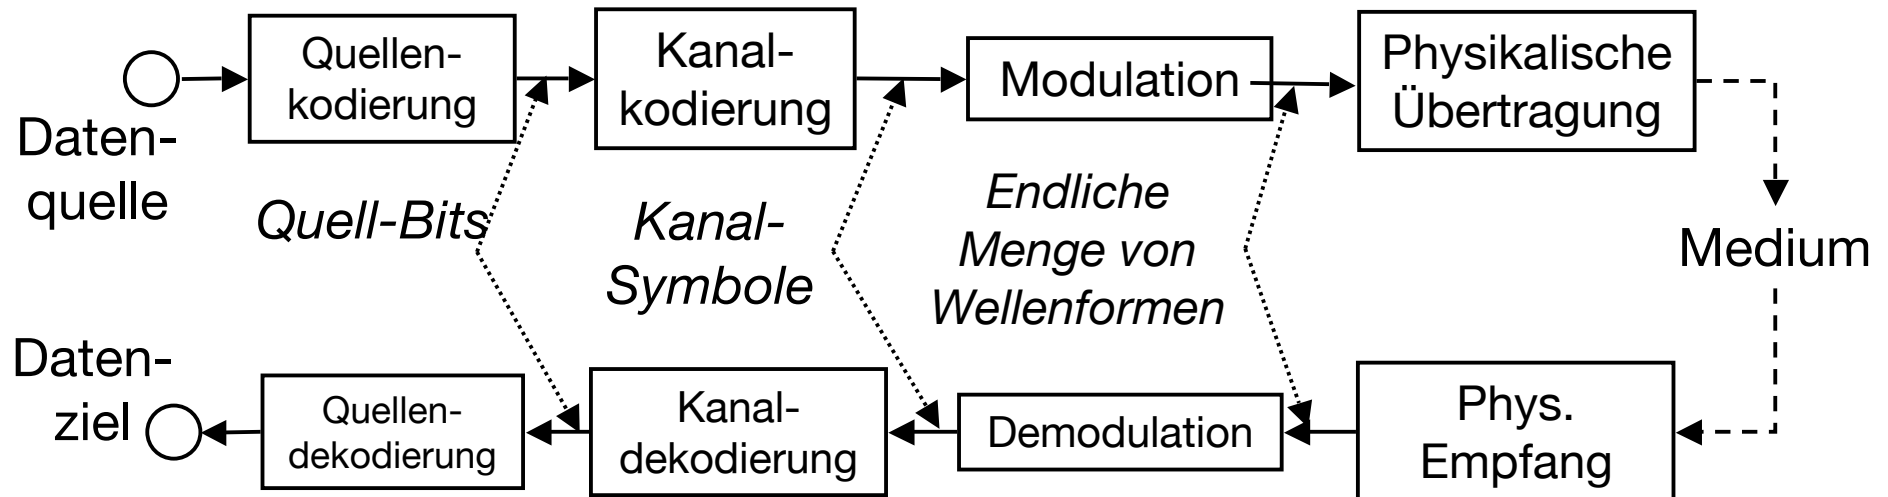 Daten-
quelle
Quellen-
kodierung
Kanal-
kodierung
Modulation
Physikalische
Übertragung
Quell-Bits
Kanal-
Symbole
Endliche
Menge von
Wellenformen
Medium
Daten-
ziel
Quellen-
dekodierung
Kanal-
dekodierung
Demodulation
Phys.
Empfang